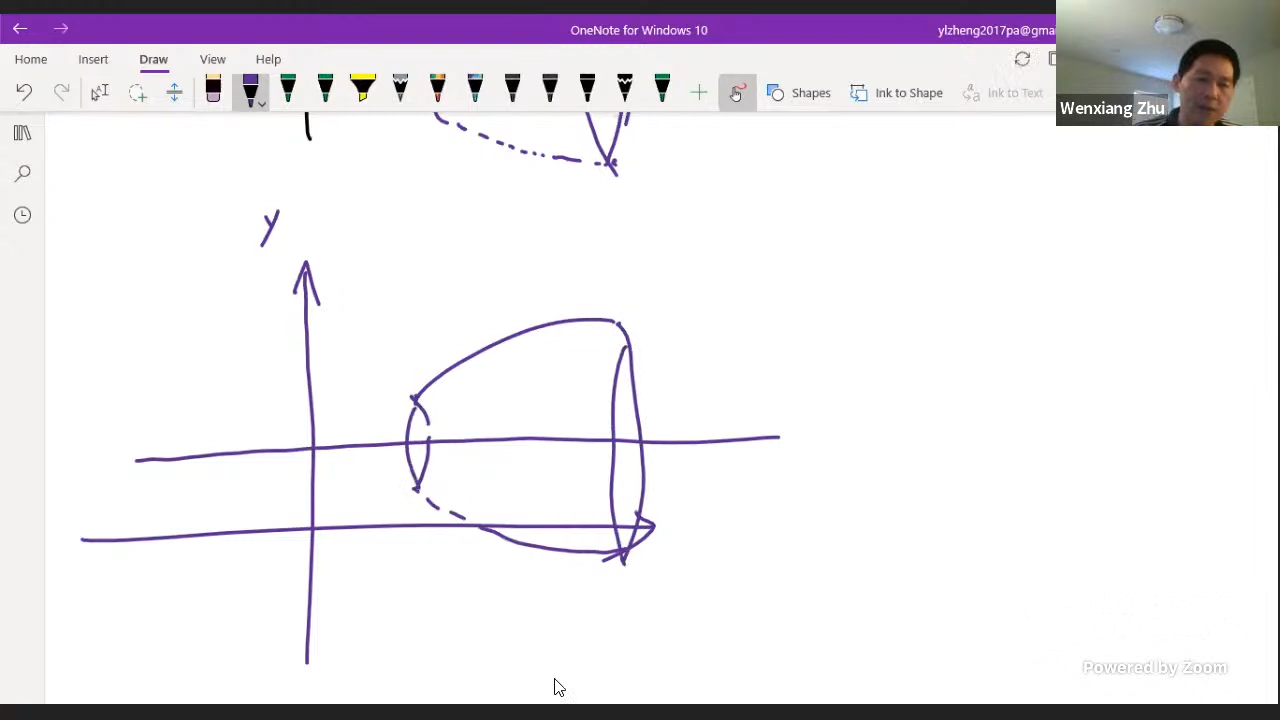 OneNote for Windows 10
ylzheng2017pa@gma
Home Insert Draw View Help
Shapes Ink to Shape Ink to Text
Wenxiang Zhu
y
Powered by Zoom